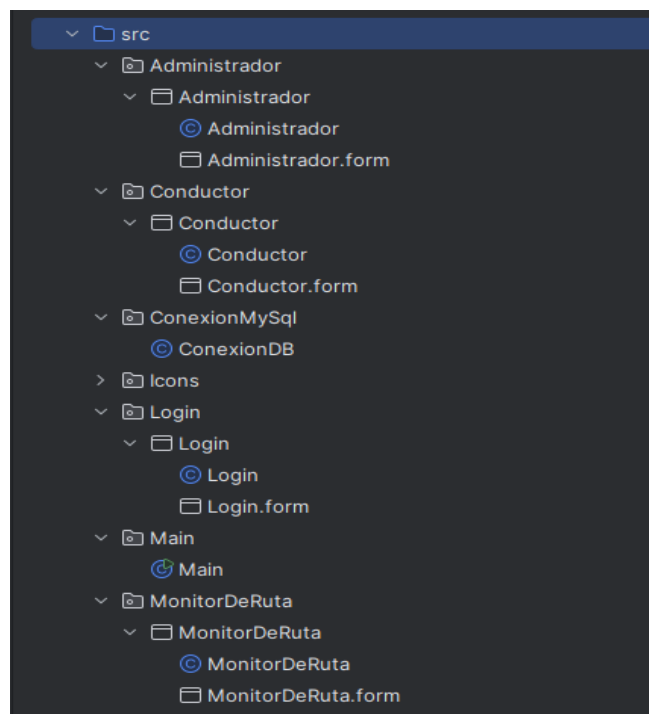 src
Administrador
Administrador
Administrador
Administrador.form
Conductor
Conductor
Conductor
Conductor.form
ConexionMySql
ConexionDB
Icons
Login
Login
Login
Login.form
Main
Main
MonitorDeRuta
MonitorDeRuta
MonitorDeRuta
MonitorDeRuta.form